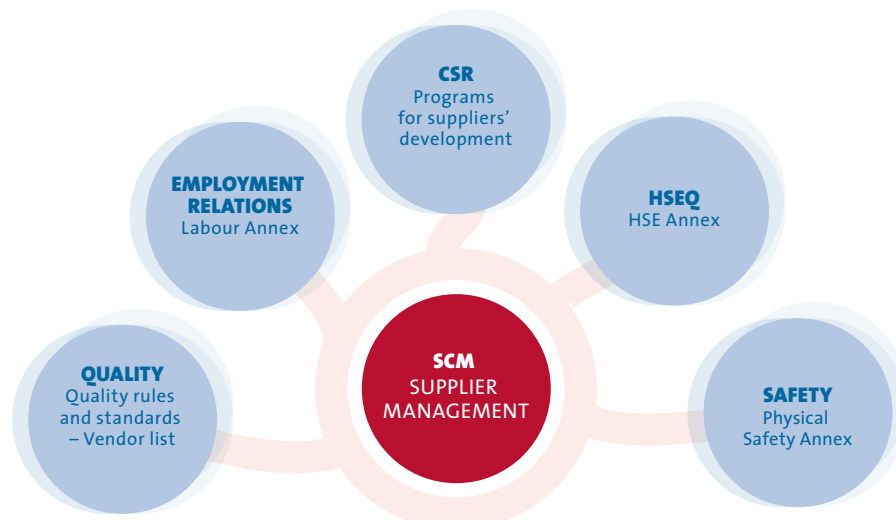 CSR
Programs
for suppliers’
development
EMPLOYMENT
RELATIONS
Labour Annex
HSEQ
HSE Annex
QUALITY
Quality rules
and standards
– Vendor list
SCM
SUPPLIER
MANAGEMENT
SAFETY
Physical
Safety Annex